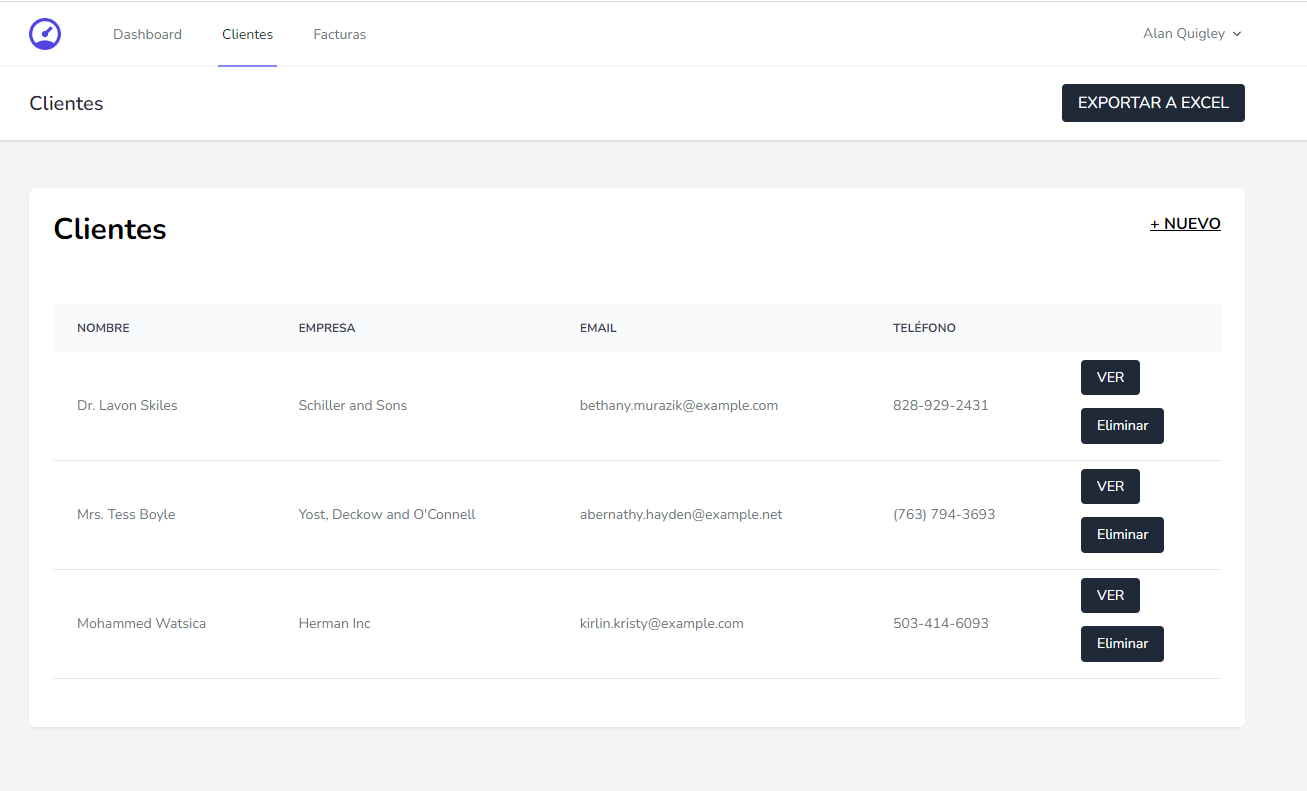 Dashboard Clientes Facturas Alan Quigley
Clientes EXPORTAR A EXCEL
Clientes + NUEVO
NOMBRE EMPRESA EMAIL TELÉFONO
VER
Dr. Lavon Skiles Schiller and Sons bethany.murazik@example.com 828-929-2431
Eliminar
VER
Mrs. Tess Boyle Yost, Deckow and O'Connell abernathy.hayden@example.net (763) 794-3693
Eliminar
VER
Mohammed Watsica Herman Inc kirlin.kristy@example.com 503-414-6093
Eliminar